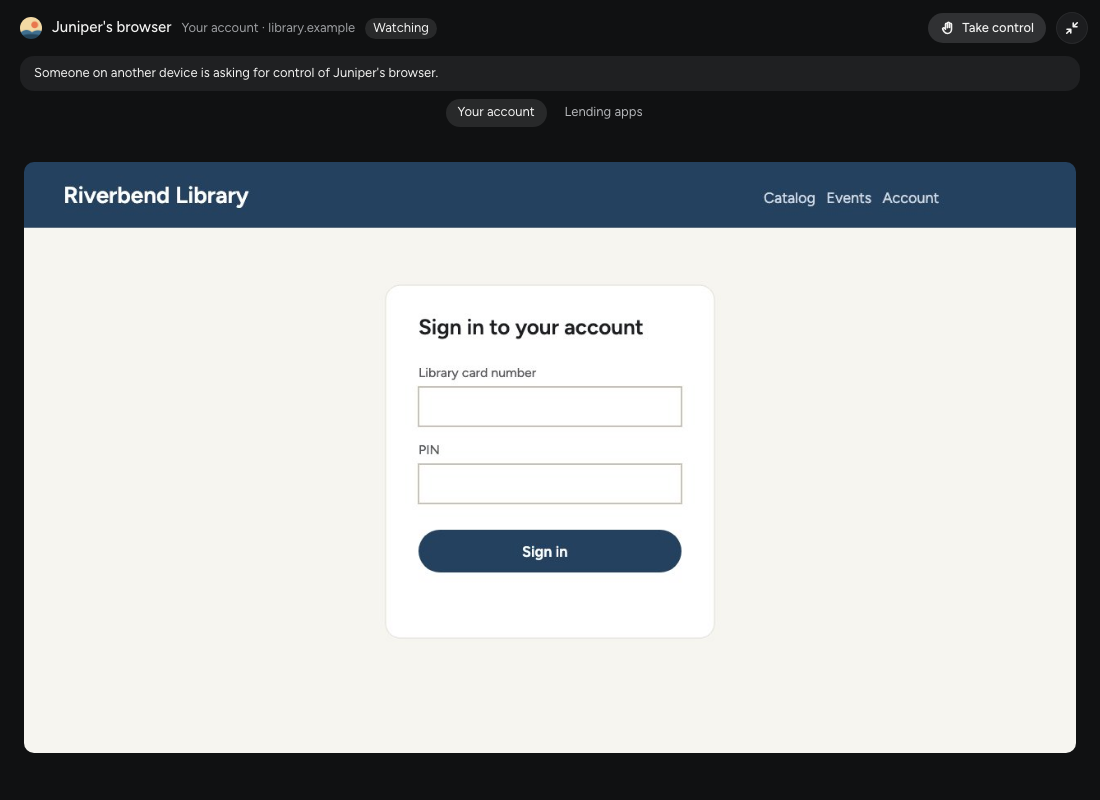 Juniper's browser Your account · library.example Watching Take control
Someone on another device is asking for control of Juniper's browser.
Your account Lending apps
Riverbend Library Catalog Events Account
Sign in to your account
Library card number
PIN
Sign in